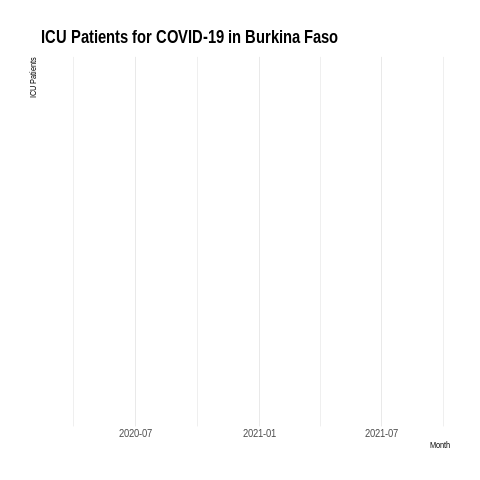 ICU Patients for COVID-19 in Burkina Faso
ICU Patients
2020-07 2021-01 2021-07
Month